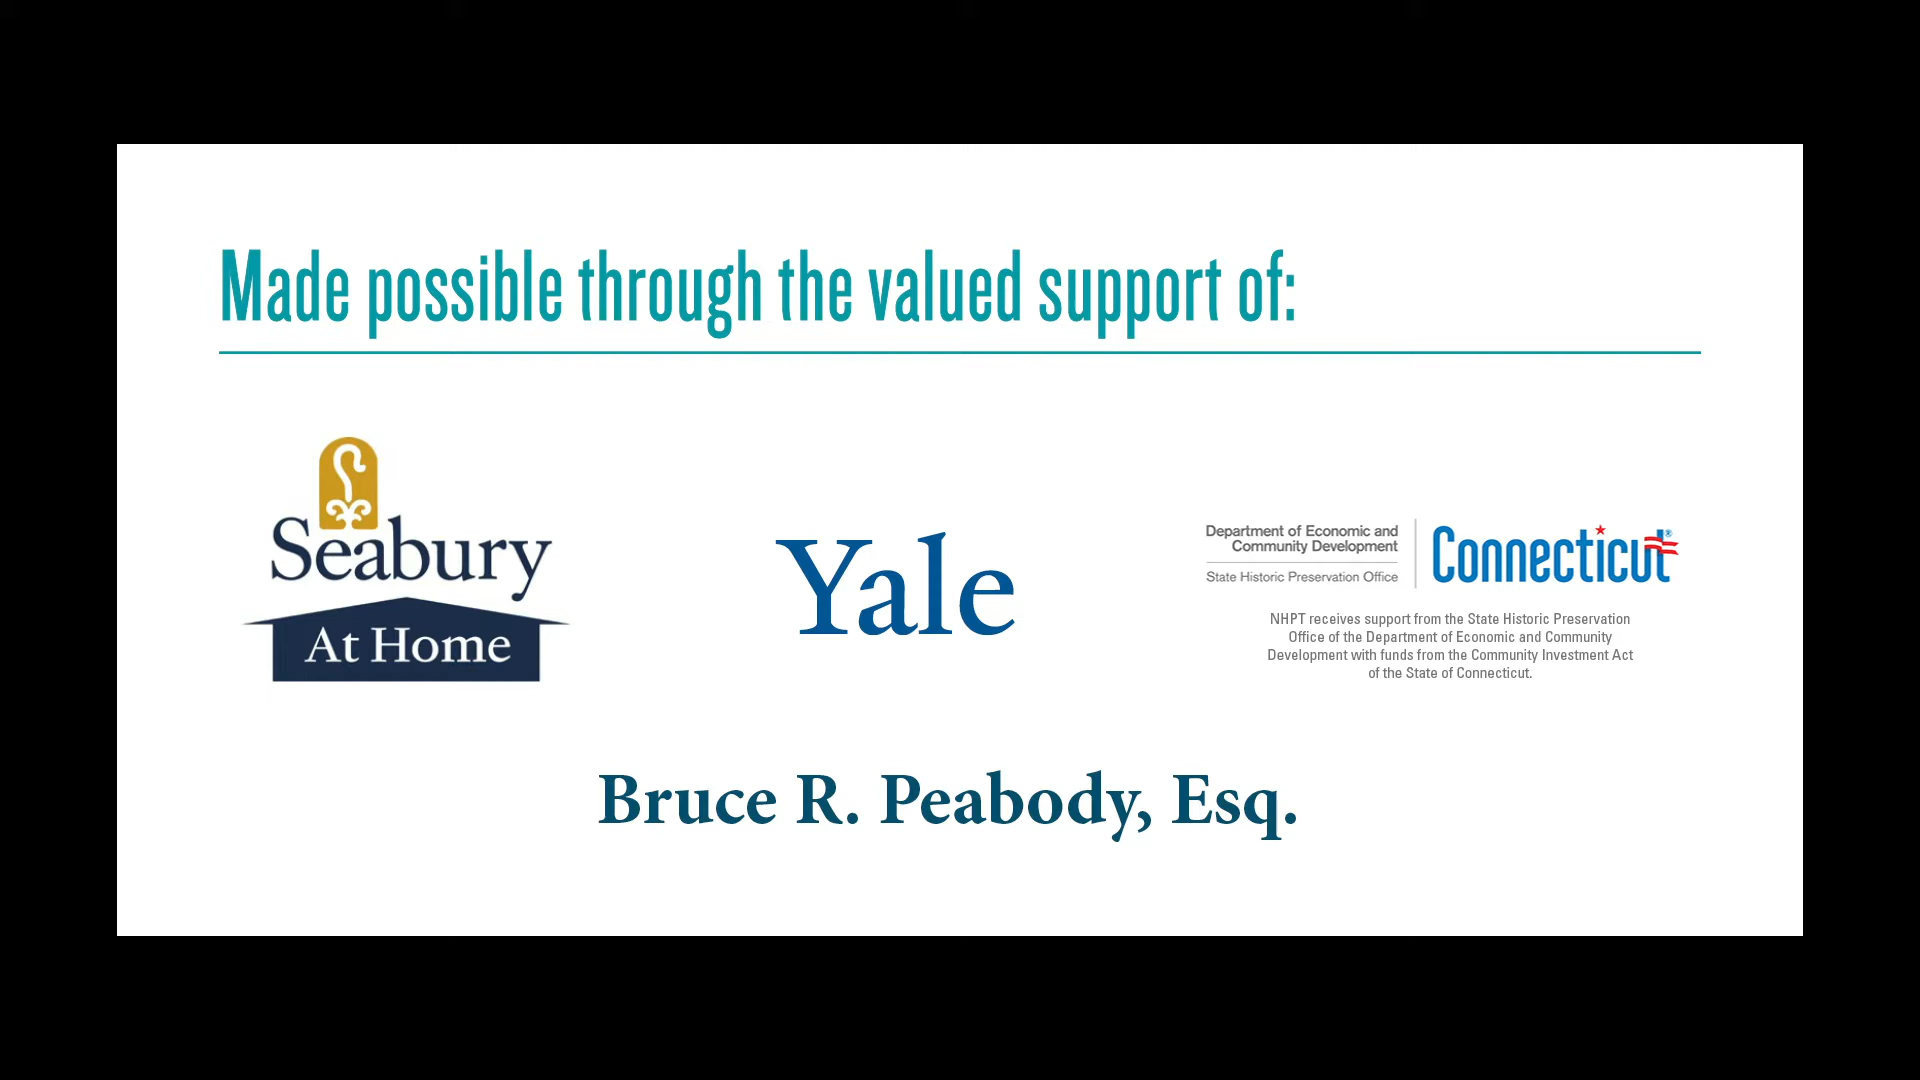 Made possible through the valued support of:
Seabury
At Home
Yale
Department of Economic and
Community Development
State Historic Preservation Office
Connecticut®
NHPT receives support from the State Historic Preservation
Office of the Department of Economic and Community
Development with funds from the Community Investment Act
of the State of Connecticut.
Bruce R. Peabody, Esq.